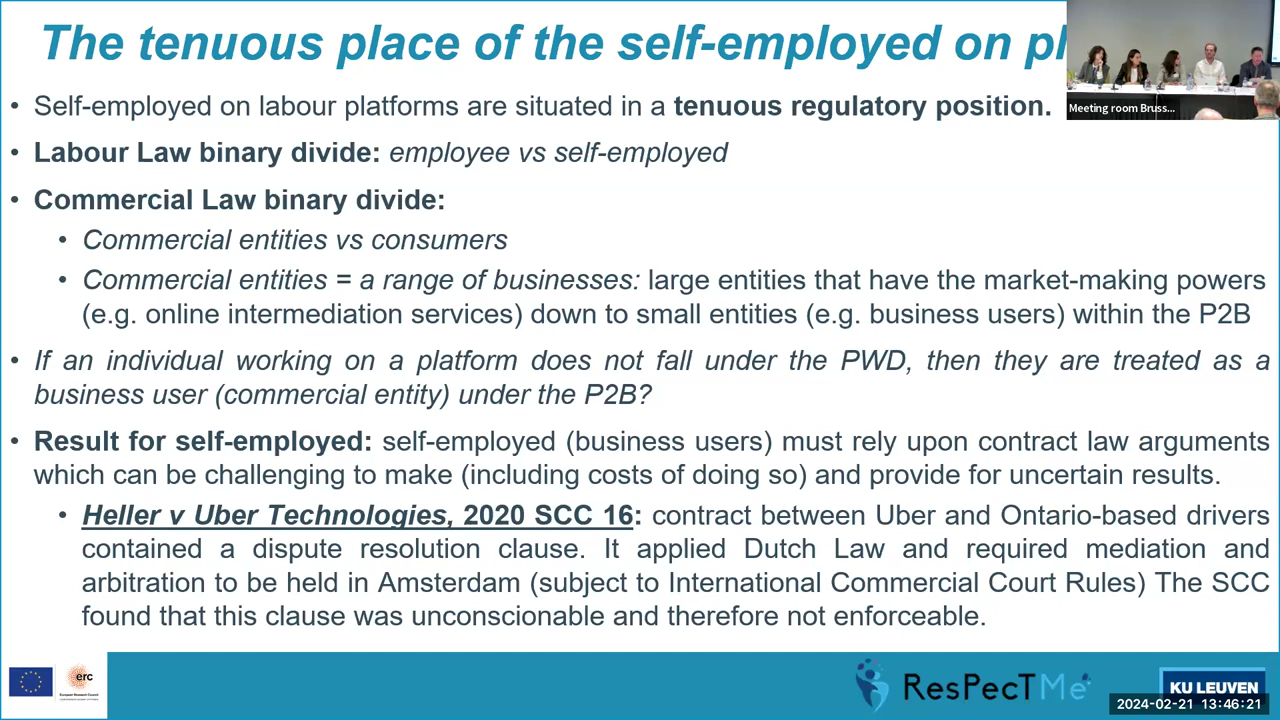 The tenuous place of the self-employed on pl
Meeting room Bruss...
• Self-employed on labour platforms are situated in a tenuous regulatory position.
• Labour Law binary divide: employee vs self-employed
• Commercial Law binary divide:
• Commercial entities vs consumers
• Commercial entities = a range of businesses: large entities that have the market-making powers
(e.g. online intermediation services) down to small entities (e.g. business users) within the P2B
• If an individual working on a platform does not fall under the PWD, then they are treated as a
business user (commercial entity) under the P2B?
• Result for self-employed: self-employed (business users) must rely upon contract law arguments
which can be challenging to make (including costs of doing so) and provide for uncertain results.
• Heller v Uber Technologies, 2020 SCC 16: contract between Uber and Ontario-based drivers
contained a dispute resolution clause. It applied Dutch Law and required mediation and
arbitration to be held in Amsterdam (subject to International Commercial Court Rules) The SCC
found that this clause was unconscionable and therefore not enforceable.
erc
European Research Council
ResPecTMe
KU LEUVEN
2024-02-21 13:46:21